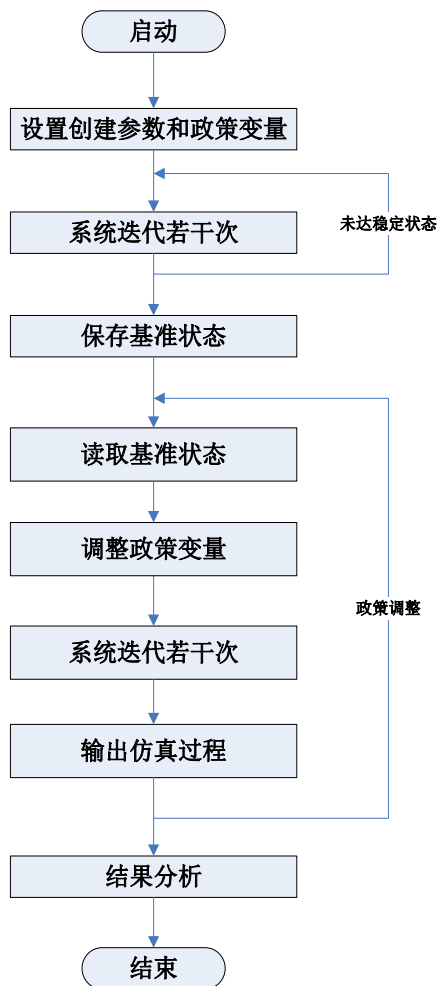 启动
设置创建参数和政策变量
系统迭代若干次
未达稳定状态
保存基准状态
读取基准状态
调整政策变量
政策调整
系统迭代若干次
输出仿真过程
结果分析
结束